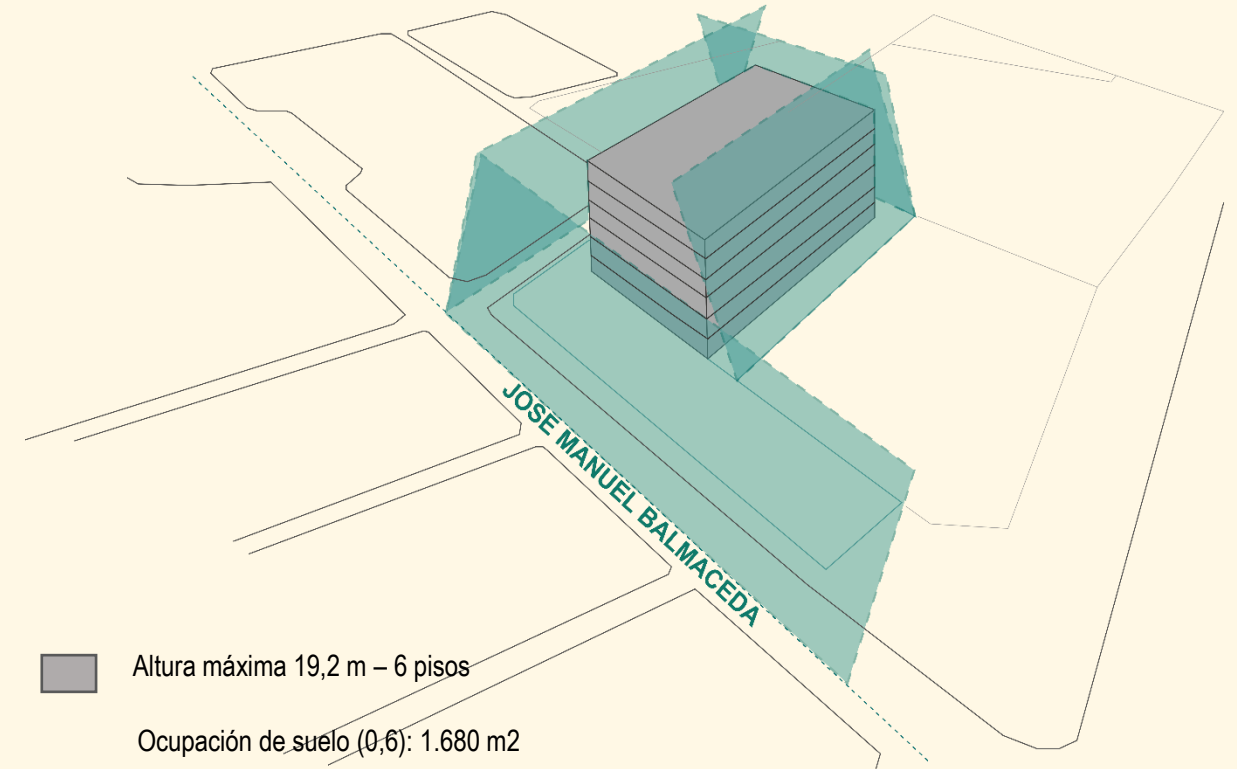 JOSE MANUEL BALMACEDA
Altura máxima 19,2 m – 6 pisos
Ocupación de suelo (0,6): 1.680 m2